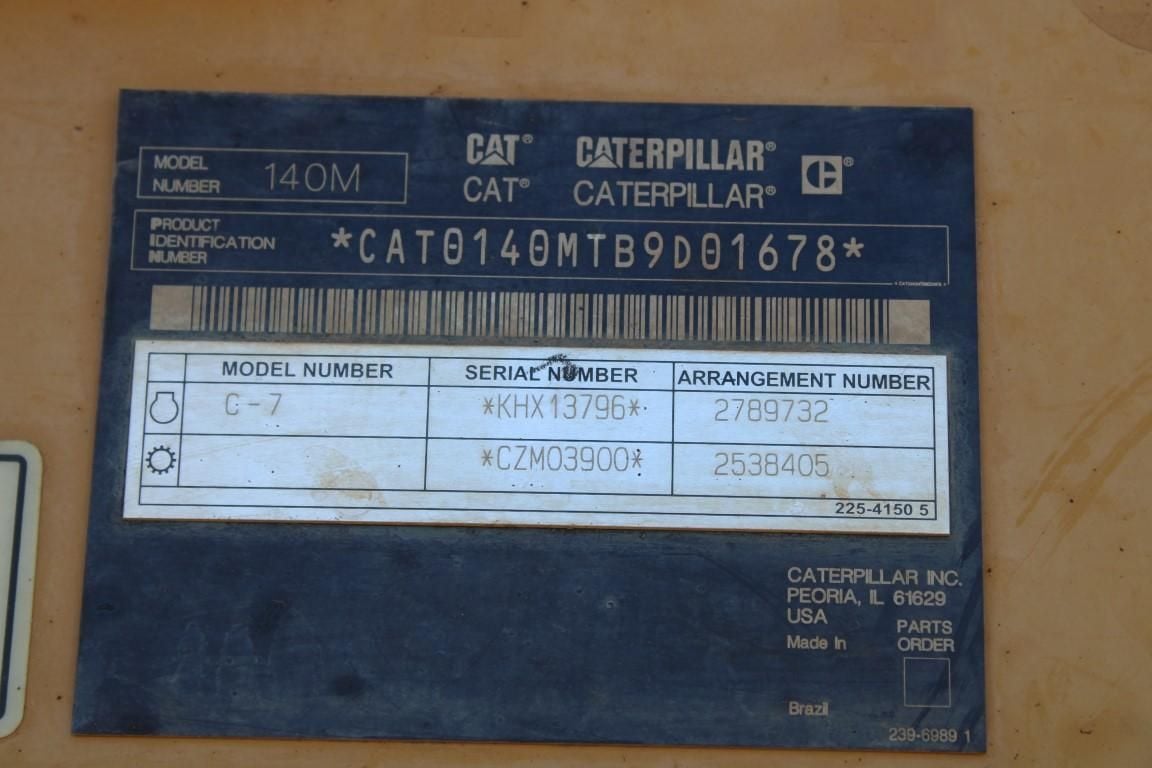 MODEL NUMBER 140M
CAT® CATERPILLAR® ®
CAT® CATERPILLAR®
PRODUCT IDENTIFICATION NUMBER *CAT0140MTB9D01678*
MODEL NUMBER SERIAL NUMBER ARRANGEMENT NUMBER
C-7 *KHX13796* 2789732
*CZM03900* 2538405
225-4150 5
CATERPILLAR INC.
PEORIA, IL 61629
USA
Made In
PARTS ORDER
Brazil
239-6989 1